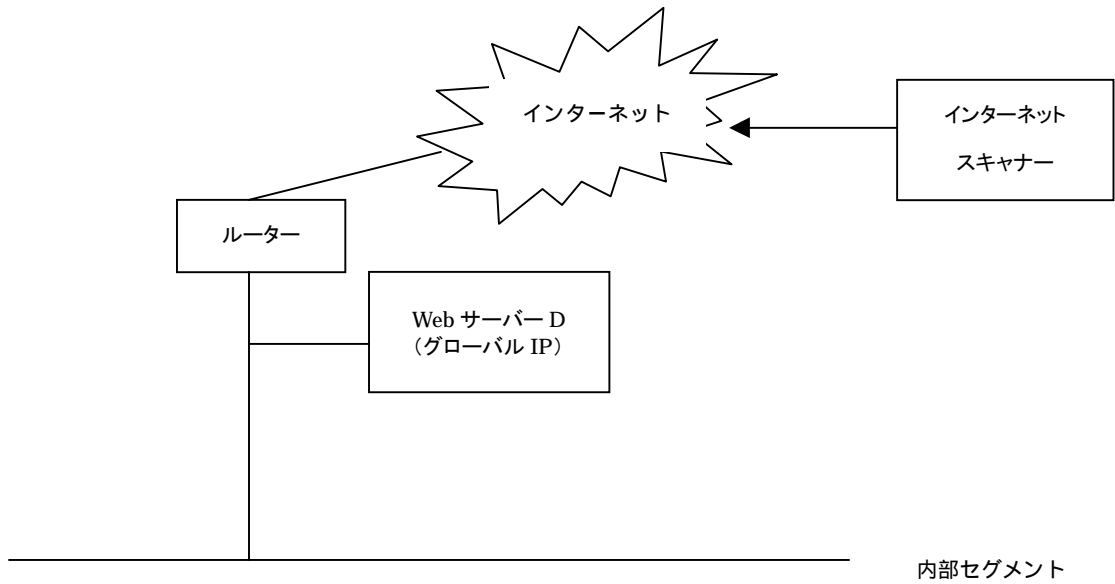 インターネット
インターネット
スキャナー
ルーター
Web サーバー D
（グローバル IP）
内部セグメント